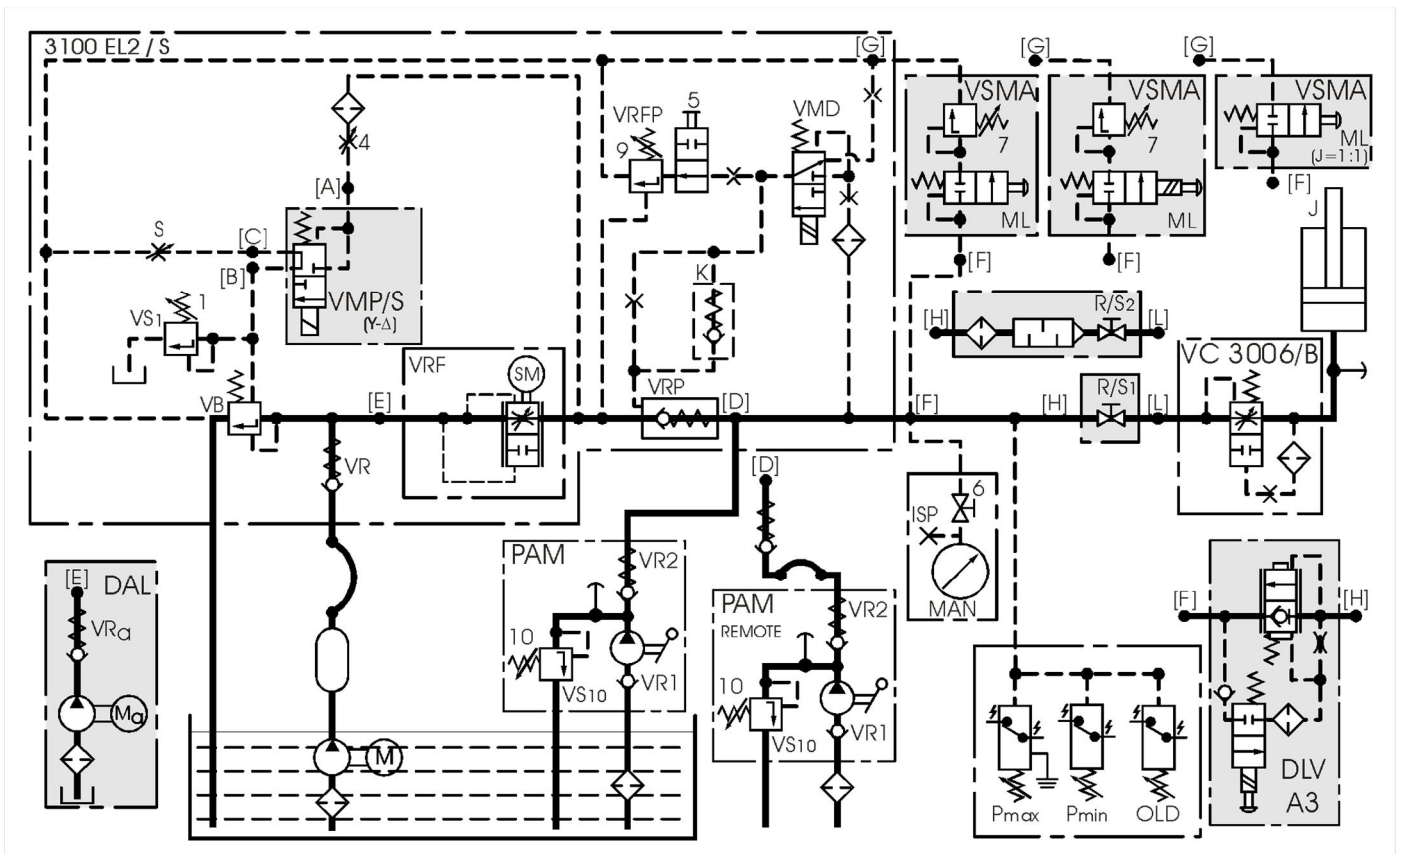 3100 EL2 / S
[G]
[G]
[G]
VSMA
VSMA
VSMA
VRFP
5
VMD
4
9
7
7
ML
(J=1:1)
[A]
[F]
S
[C]
ML
ML
J
[B]
[F]
[F]
K
VMP/S
(Y-Δ)
1
VS1
[H]
R/S2
[L]
VRF
SM
VRP
R/S1
VC 3006/B
VB
[E]
[D]
[F]
[H]
[L]
VR
[D]
6
ISP
MAN
PAM
VR2
[E]
DAL
PAM
REMOTE
VR2
[F]
[H]
VRa
10
VS10
VR1
10
VS10
VR1
Ma
M
DLV
A3
Pmax
Pmin
OLD